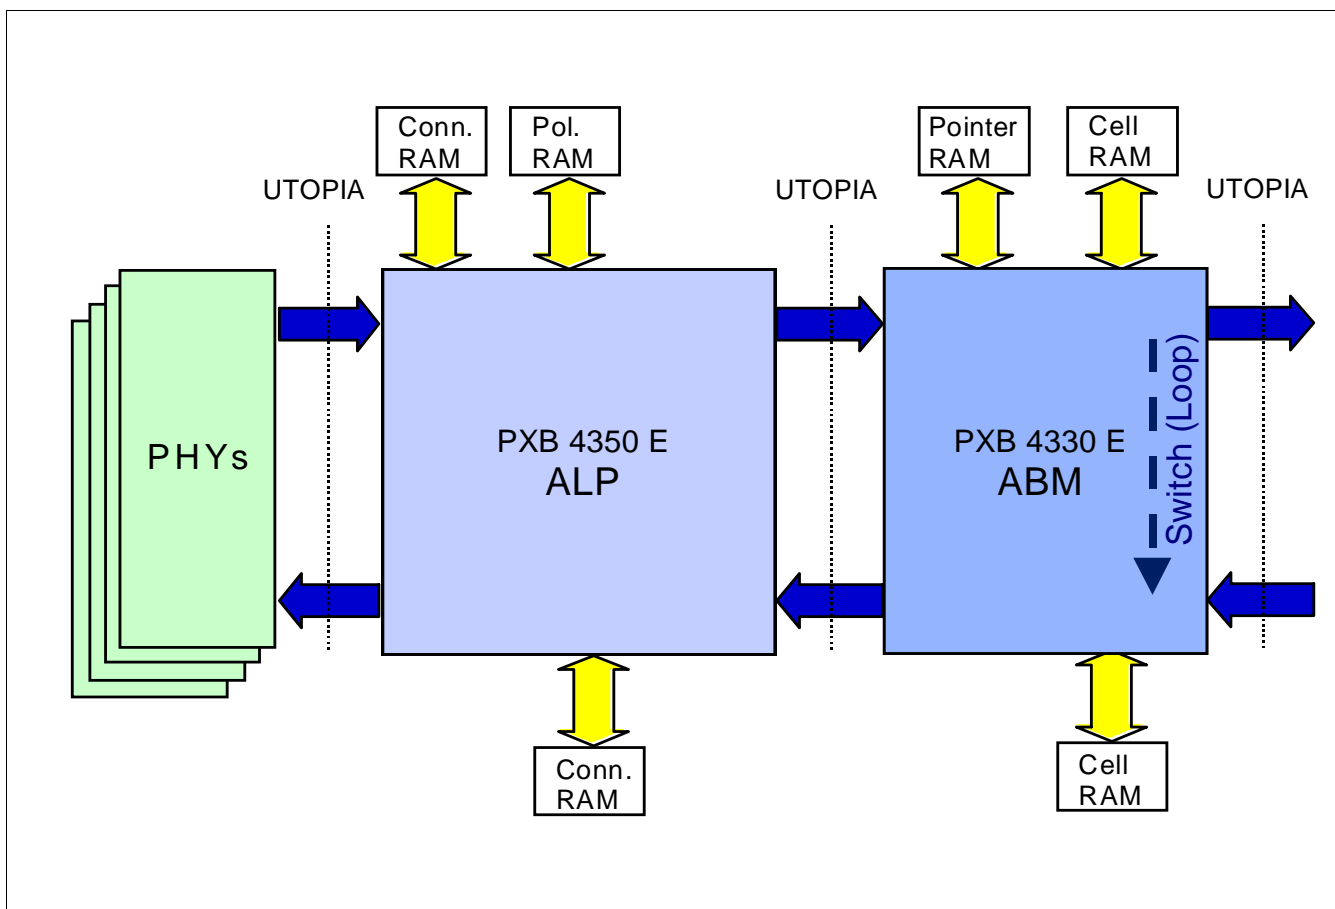 Conn.
RAM
Pol.
RAM
Pointer
RAM
Cell
RAM
UTOPIA
UTOPIA
UTOPIA
PHYs
PXB 4350 E
ALP
PXB 4330 E
ABM
Switch (Loop)
Conn.
RAM
Cell
RAM